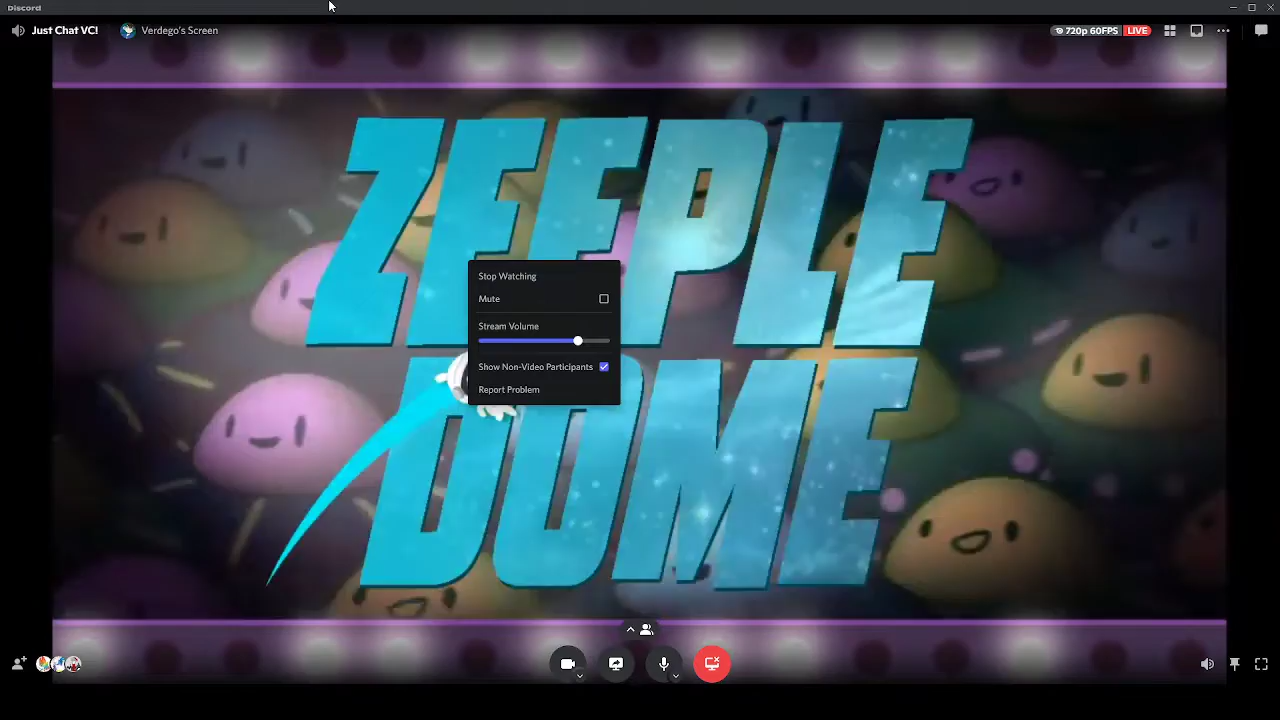 Discord
Just Chat VC!
Verdego's Screen
720p 60FPS
LIVE
ZEEPLE
DOME
Stop Watching
Mute
Stream Volume
Show Non-Video Participants
Report Problem